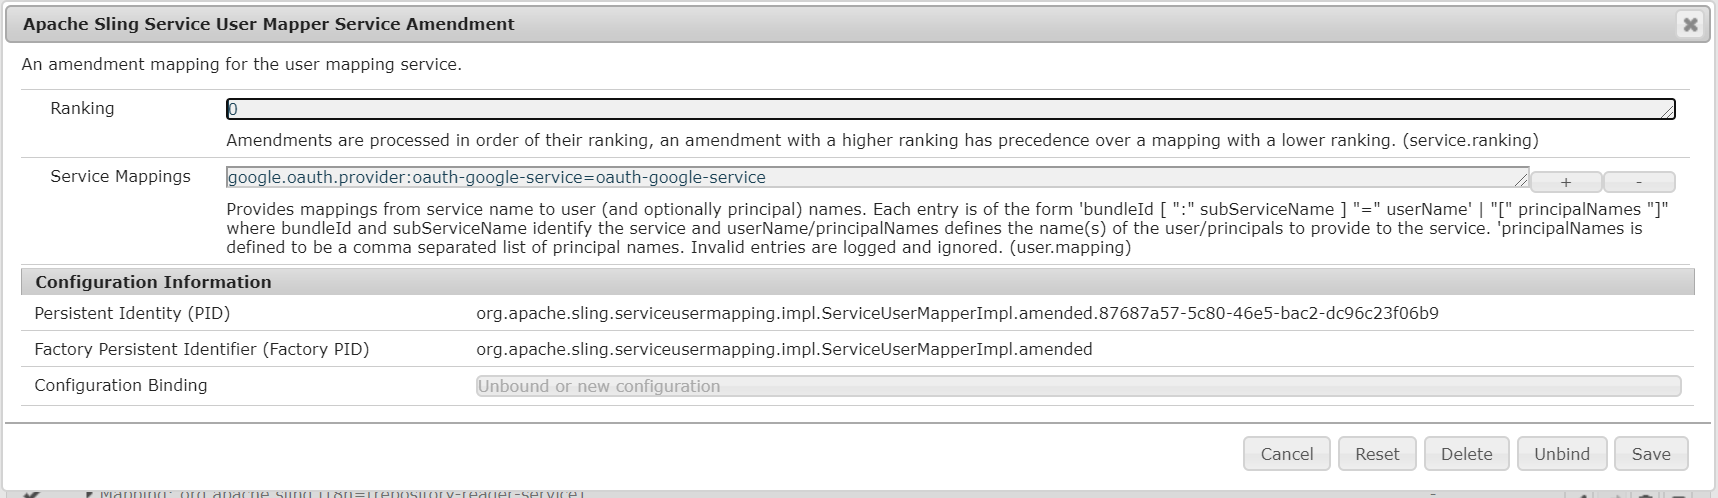 Apache Sling Service User Mapper Service Amendment
An amendment mapping for the user mapping service.
Ranking
0
Amendments are processed in order of their ranking, an amendment with a higher ranking has precedence over a mapping with a lower ranking. (service.ranking)
Service Mappings
google.oauth.provider:oauth-google-service=oauth-google-service
+ -
Provides mappings from service name to user (and optionally principal) names. Each entry is of the form 'bundleId [ ":" subServiceName ] "=" userName' | "[" principalNames "]"
where bundleId and subServiceName identify the service and userName/principalNames defines the name(s) of the user/principals to provide to the service. 'principalNames is
defined to be a comma separated list of principal names. Invalid entries are logged and ignored. (user.mapping)
Configuration Information
Persistent Identity (PID) org.apache.sling.serviceusermapping.impl.ServiceUserMapperImpl.amended.87687a57-5c80-46e5-bac2-dc96c23f06b9
Factory Persistent Identifier (Factory PID) org.apache.sling.serviceusermapping.impl.ServiceUserMapperImpl.amended
Configuration Binding Unbound or new configuration
Cancel Reset Delete Unbind Save
Mapping: org.apache.sling.i18n=[repository-reader-service] -